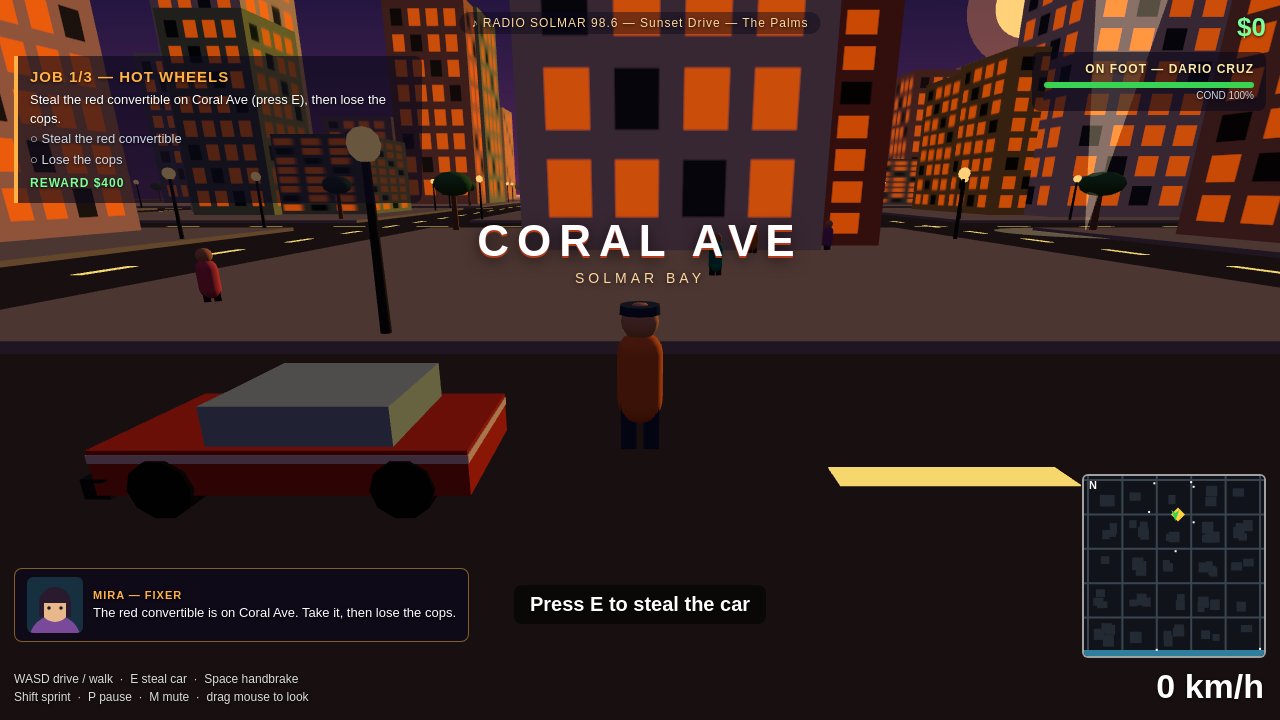 ♪ RADIO SOLMAR 98.6 — Sunset Drive — The Palms
$0
JOB 1/3 — HOT WHEELS
Steal the red convertible on Coral Ave (press E), then lose the
cops.
○ Steal the red convertible
○ Lose the cops
REWARD $400
ON FOOT — DARIO CRUZ
COND 100%
CORAL AVE
SOLMAR BAY
N
MIRA — FIXER
The red convertible is on Coral Ave. Take it, then lose the cops.
Press E to steal the car
WASD drive / walk · E steal car · Space handbrake
Shift sprint · P pause · M mute · drag mouse to look
0 km/h